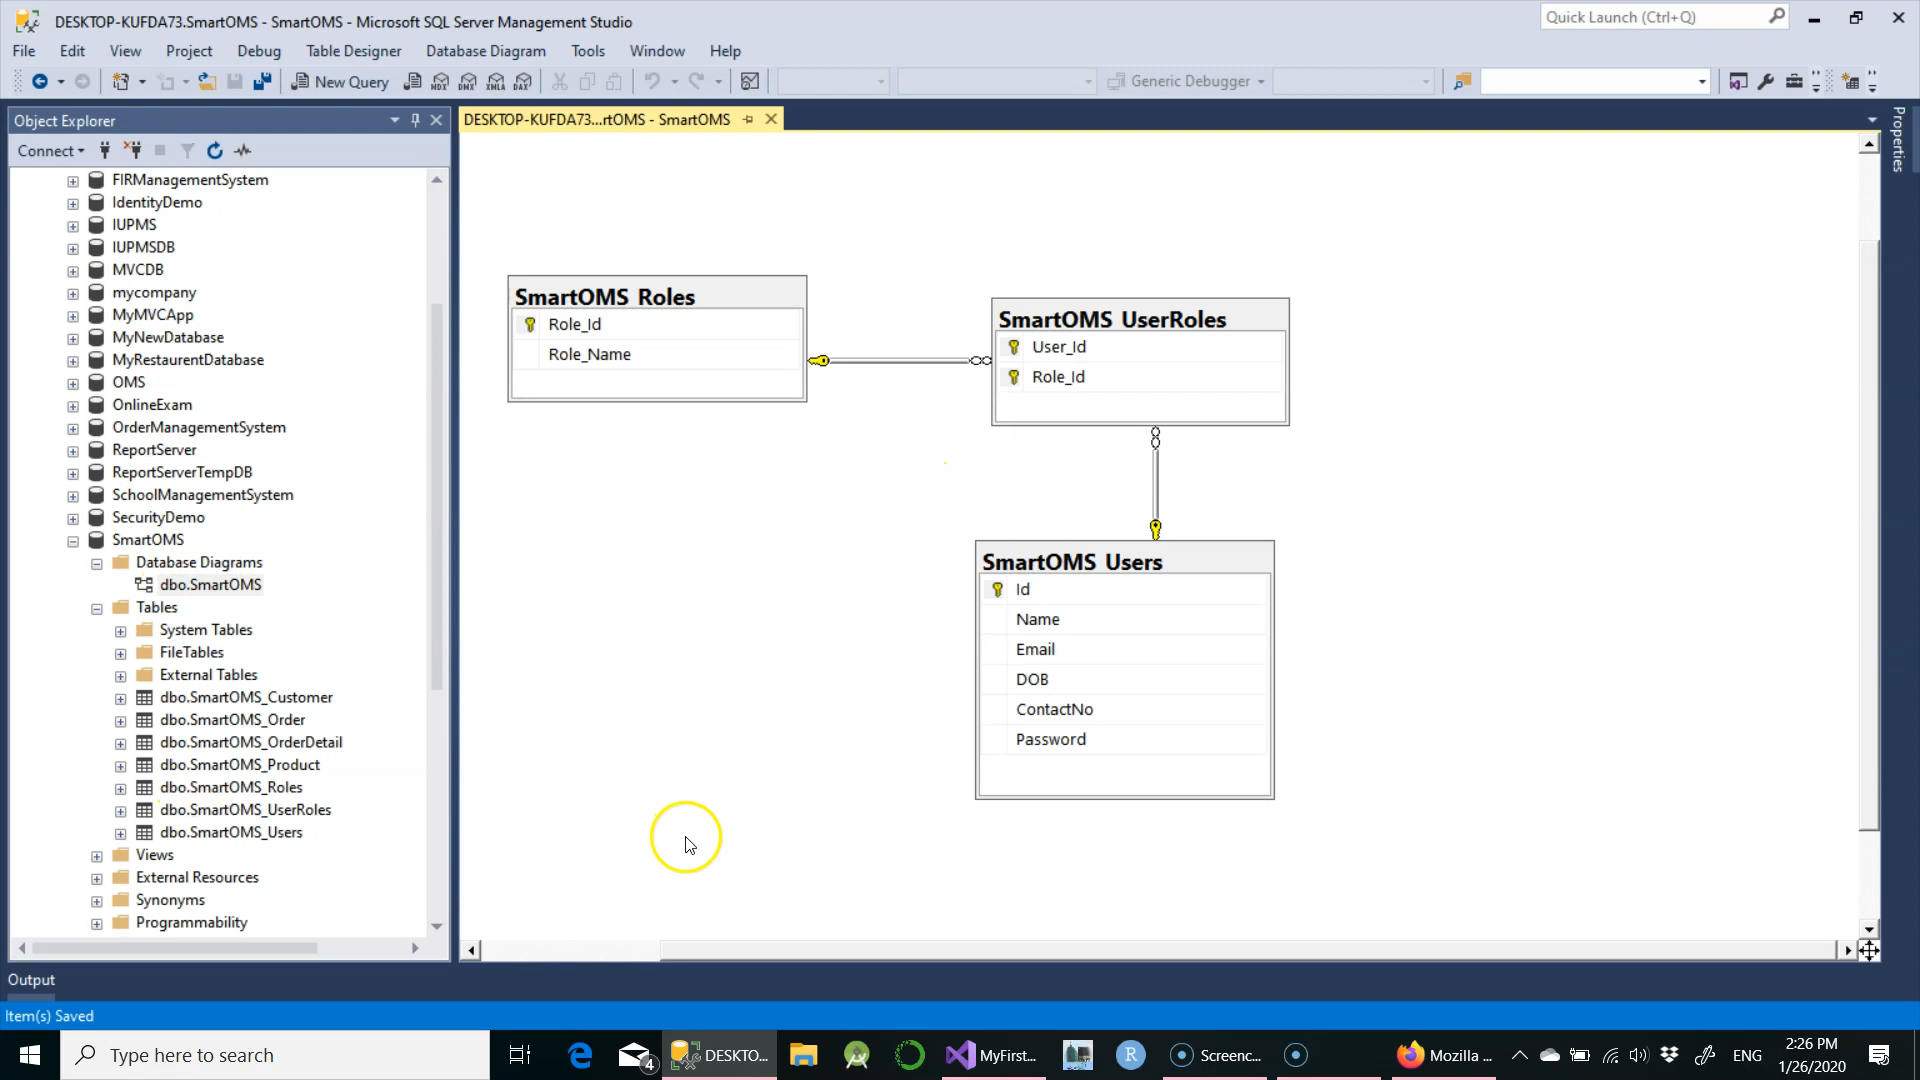 DESKTOP-KUFDA73.SmartOMS - SmartOMS - Microsoft SQL Server Management Studio
Quick Launch (Ctrl+Q)
File Edit View Project Debug Table Designer Database Diagram Tools Window Help
New Query MDX DMX XMLA DAX Generic Debugger
Object Explorer
DESKTOP-KUFDA73...rtOMS - SmartOMS
Properties
Connect
FIRManagementSystem
IdentityDemo
IUPMS
IUPMSDB
MVCDB
mycompany
MyMVCApp
MyNewDatabase
MyRestaurentDatabase
OMS
OnlineExam
OrderManagementSystem
ReportServer
ReportServerTempDB
SchoolManagementSystem
SecurityDemo
SmartOMS
Database Diagrams
dbo.SmartOMS
Tables
System Tables
FileTables
External Tables
dbo.SmartOMS_Customer
dbo.SmartOMS_Order
dbo.SmartOMS_OrderDetail
dbo.SmartOMS_Product
dbo.SmartOMS_Roles
dbo.SmartOMS_UserRoles
dbo.SmartOMS_Users
Views
External Resources
Synonyms
Programmability
SmartOMS_Roles
Role_Id
Role_Name
SmartOMS_UserRoles
User_Id
Role_Id
SmartOMS_Users
Id
Name
Email
DOB
ContactNo
Password
Output
Item(s) Saved
Type here to search
4
DESKTO...
MyFirst...
R
Screenc...
Mozilla ...
ENG
2:26 PM
1/26/2020